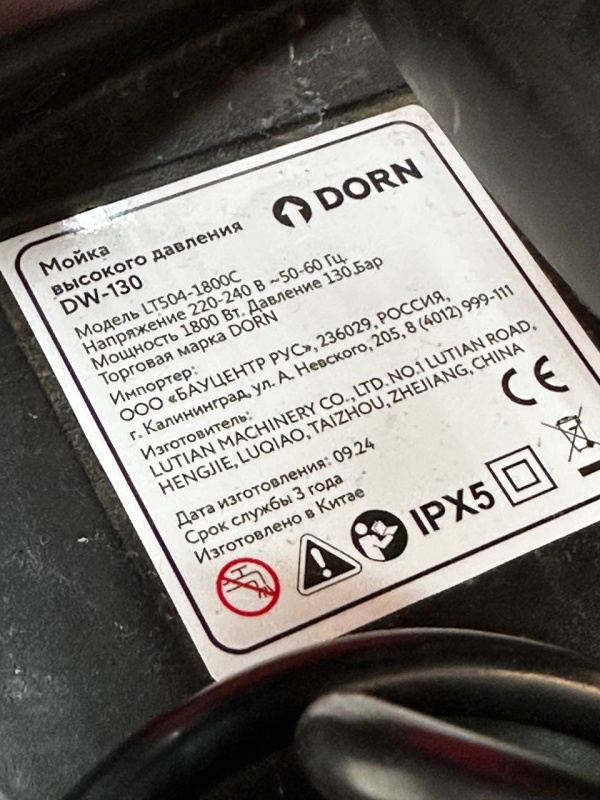 DORN
Мойка
высокого давления
DW-130
Модель LT504-1800C
Напряжение 220-240 В ~50-60 Гц
Мощность 1800 Вт. Давление 130 Бар
Торговая марка DORN
Импортер:
ООО «БАУЦЕНТР РУС», 236029, РОССИЯ,
г. Калининград, ул. А. Невского, 205, 8 (4012) 999-111
Изготовитель:
LUTIAN MACHINERY CO., LTD. NO.1 LUTIAN ROAD,
HENGJIE, LUQIAO, TAIZHOU, ZHEJIANG, CHINA
CE
Дата изготовления: 09.24
Срок службы 3 года
Изготовлено в Китае
IPX5